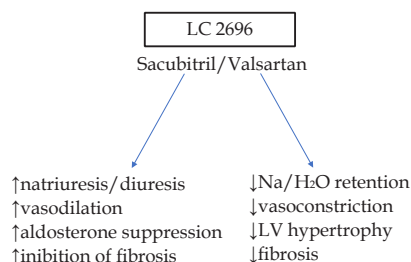 LC 2696
Sacubitril/Valsartan
↑natriuresis/diuresis
↑vasodilation
↑aldosterone suppression
↑inibition of fibrosis
↓Na/H₂O retention
↓vasoconstriction
↓LV hypertrophy
↓fibrosis